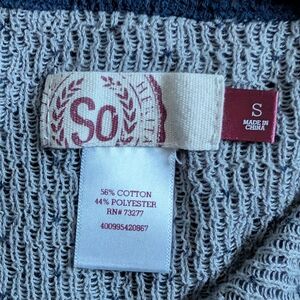 So
S
MADE IN
CHINA
56% COTTON
44% POLYESTER
RN# 73277
400995420867